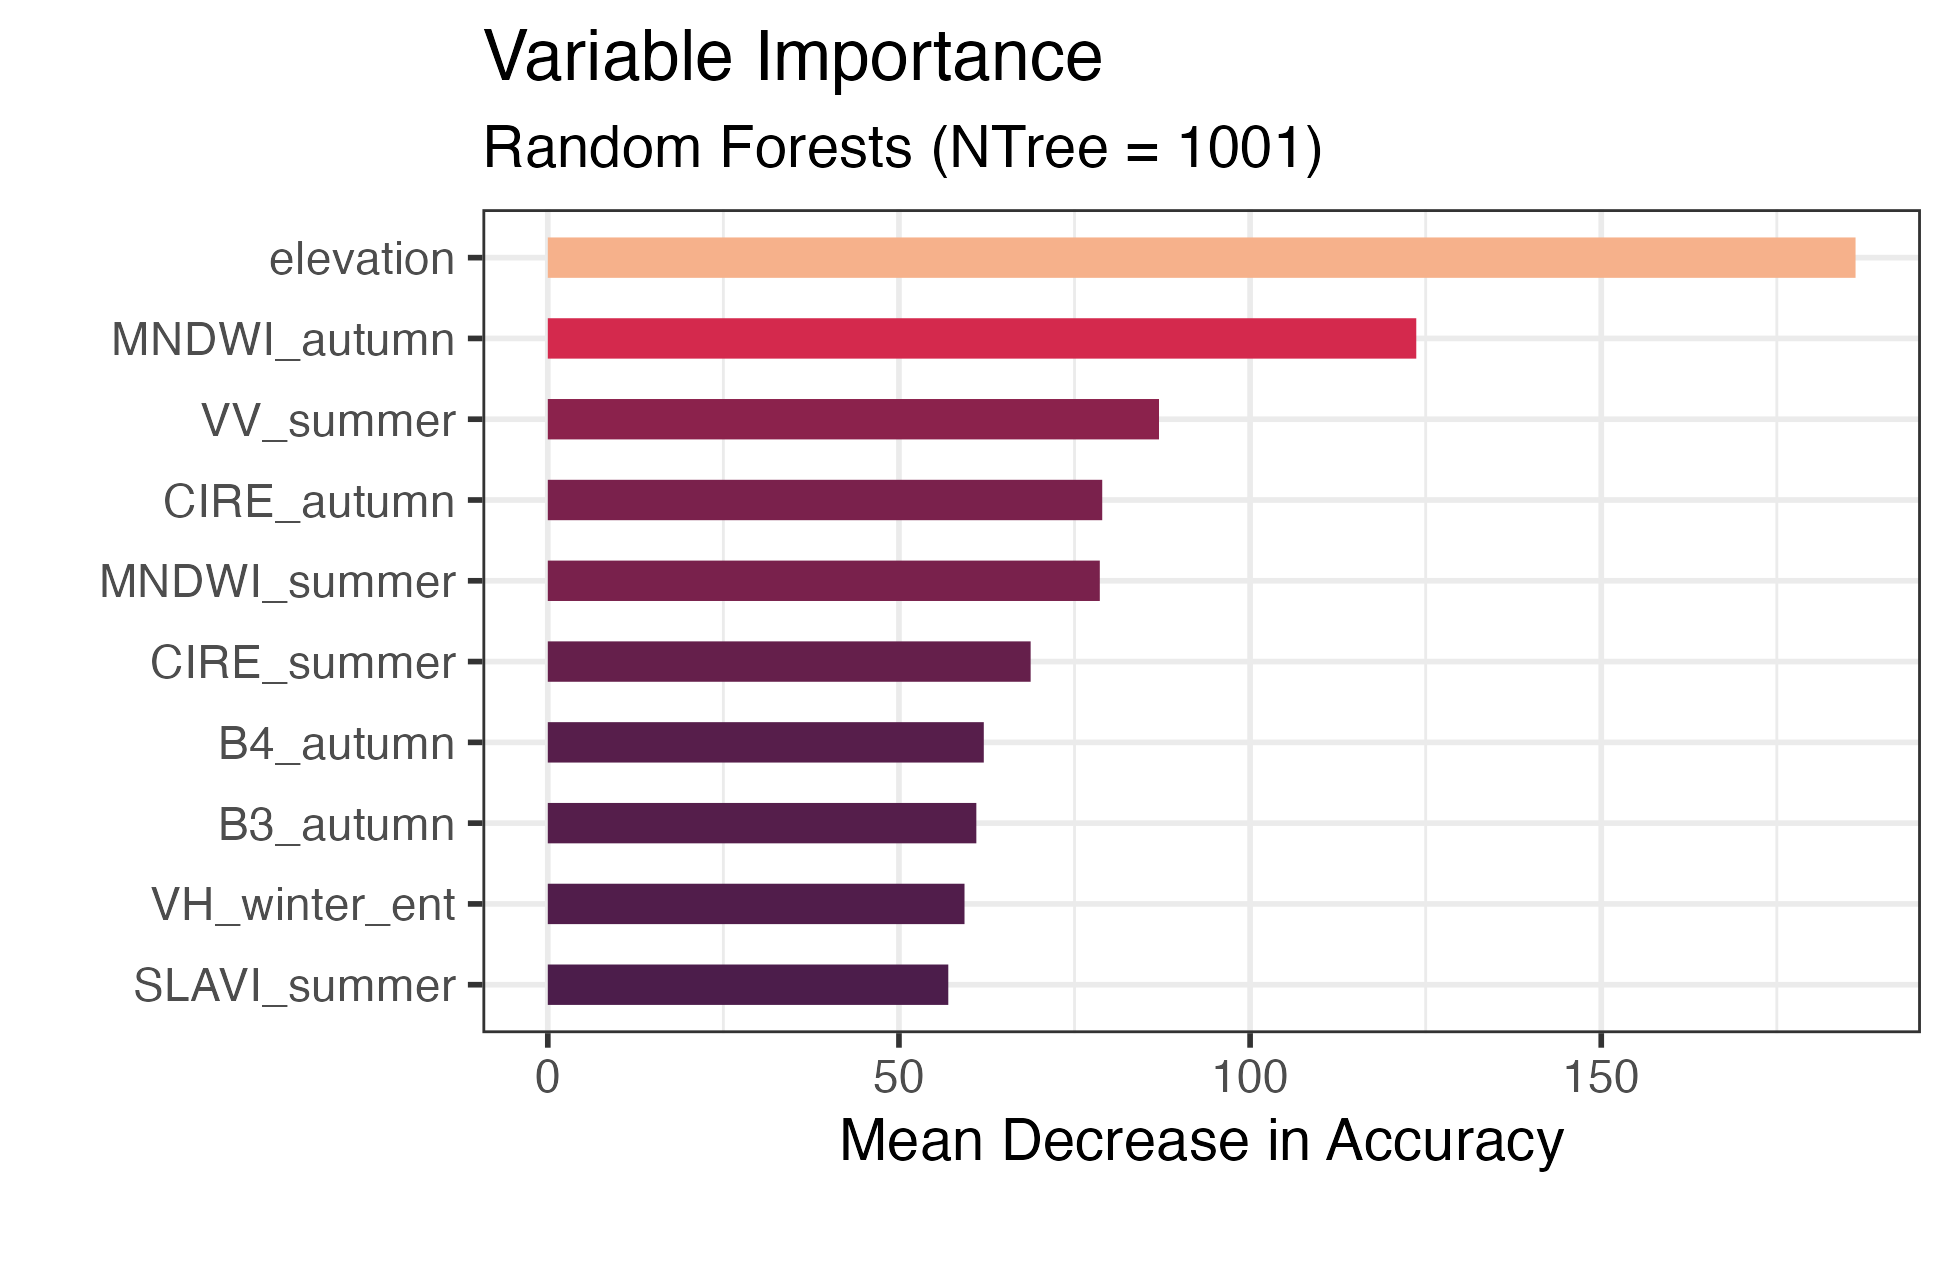 Variable Importance
Random Forests (NTree = 1001)
elevation
MNDWI_autumn
VV_summer
CIRE_autumn
MNDWI_summer
CIRE_summer
B4_autumn
B3_autumn
VH_winter_ent
SLAVI_summer
0 50 100 150
Mean Decrease in Accuracy